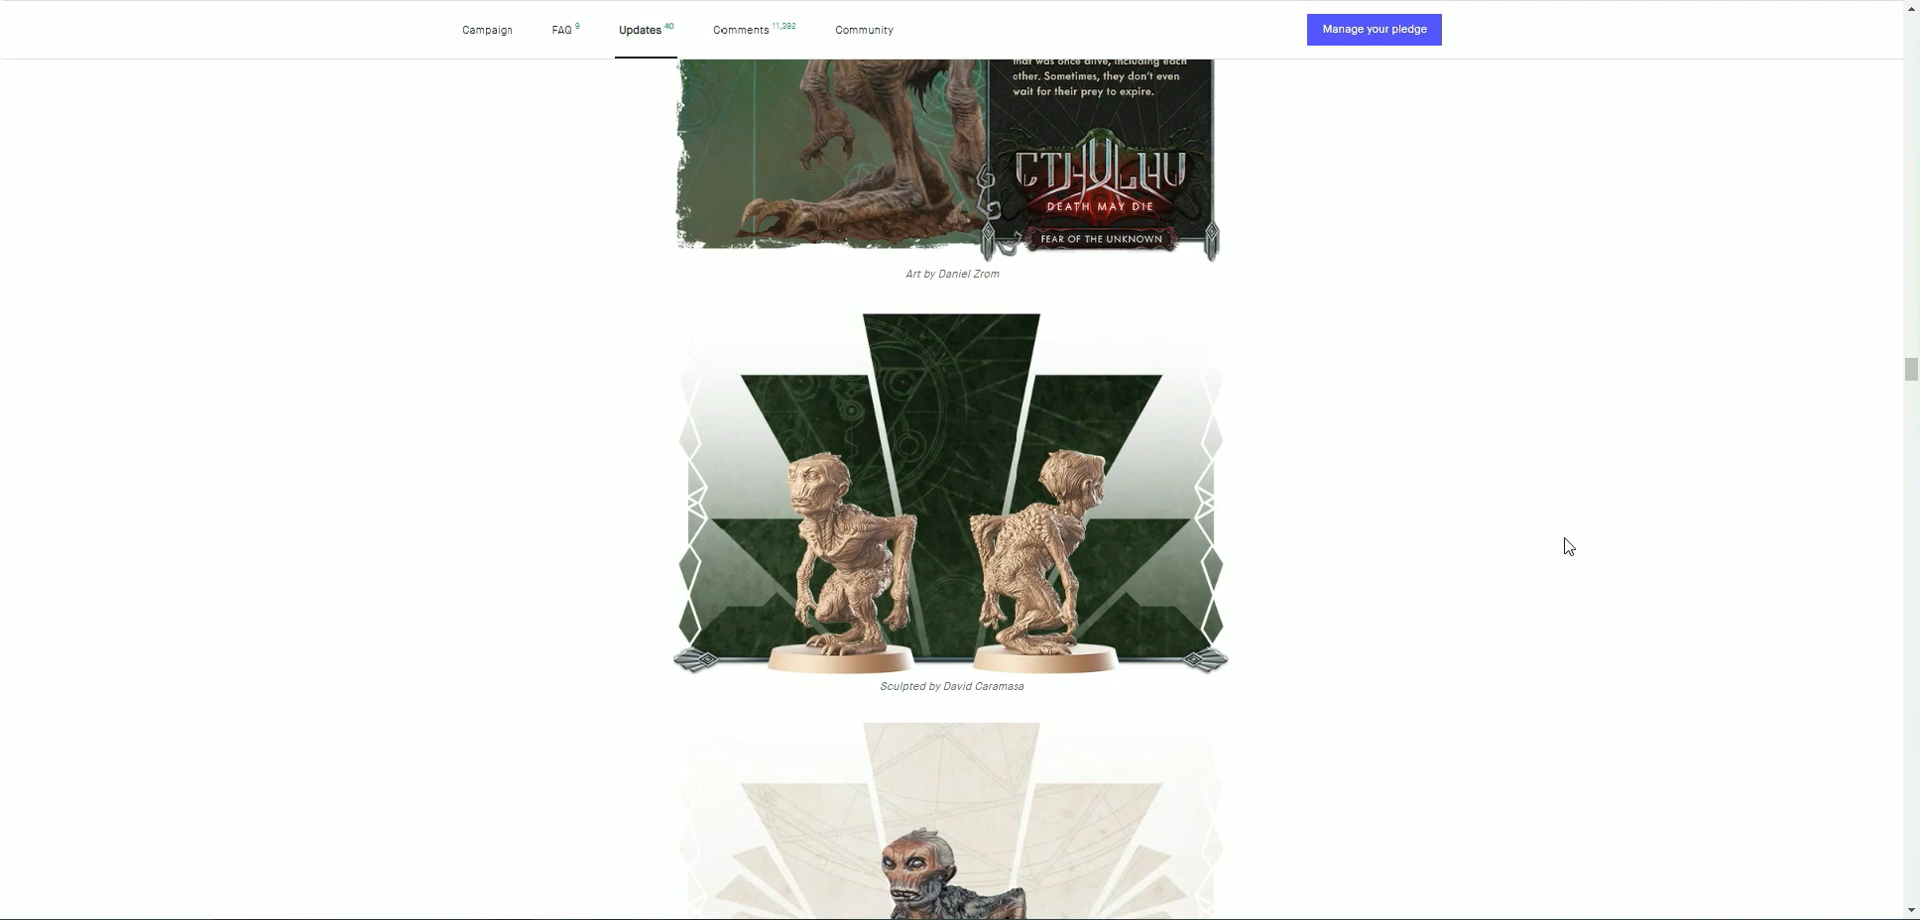 Campaign
FAQ 9
Updates 40
Comments 11,392
Community
Manage your pledge
that was once alive, including each
other. Sometimes, they don't even
wait for their prey to expire.
CTHULHU
DEATH MAY DIE
FEAR OF THE UNKNOWN
Art by Daniel Zrom
Sculpted by David Caramasa